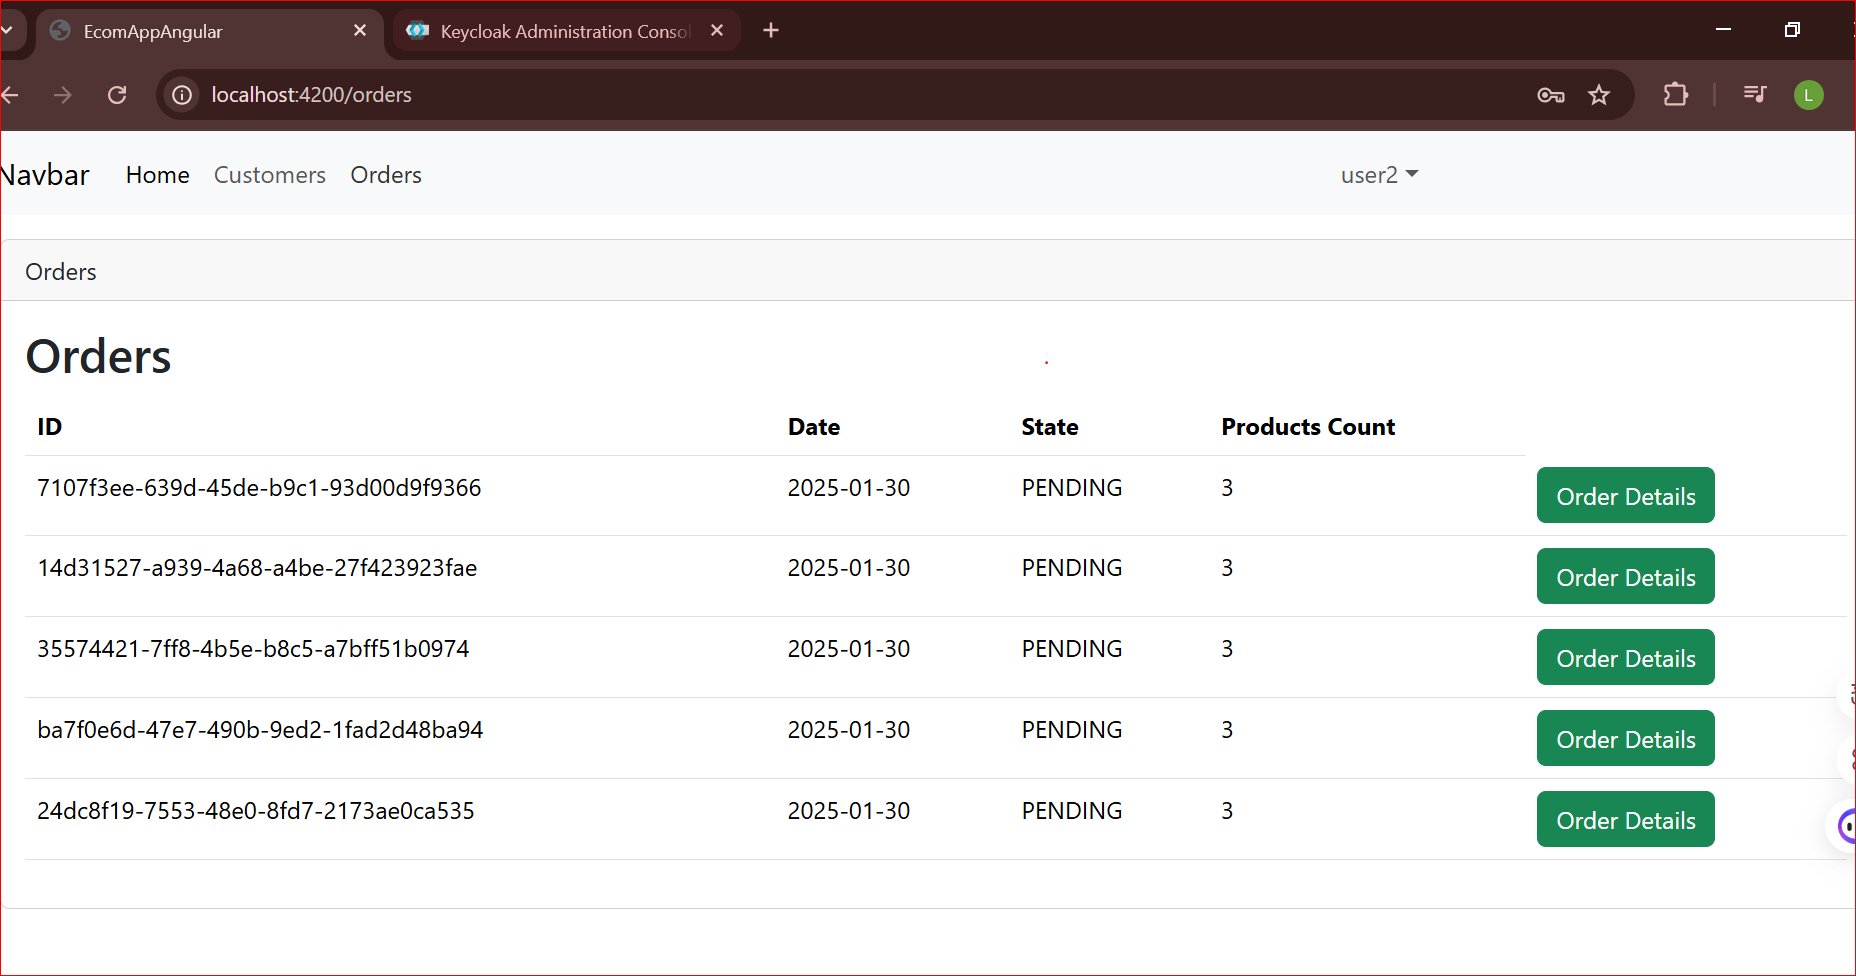 EcomAppAngular
Keycloak Administration Consol
localhost:4200/orders
L
Navbar Home Customers Orders user2
Orders
Orders
ID Date State Products Count
7107f3ee-639d-45de-b9c1-93d00d9f9366 2025-01-30 PENDING 3 Order Details
14d31527-a939-4a68-a4be-27f423923fae 2025-01-30 PENDING 3 Order Details
35574421-7ff8-4b5e-b8c5-a7bff51b0974 2025-01-30 PENDING 3 Order Details
ba7f0e6d-47e7-490b-9ed2-1fad2d48ba94 2025-01-30 PENDING 3 Order Details
24dc8f19-7553-48e0-8fd7-2173ae0ca535 2025-01-30 PENDING 3 Order Details